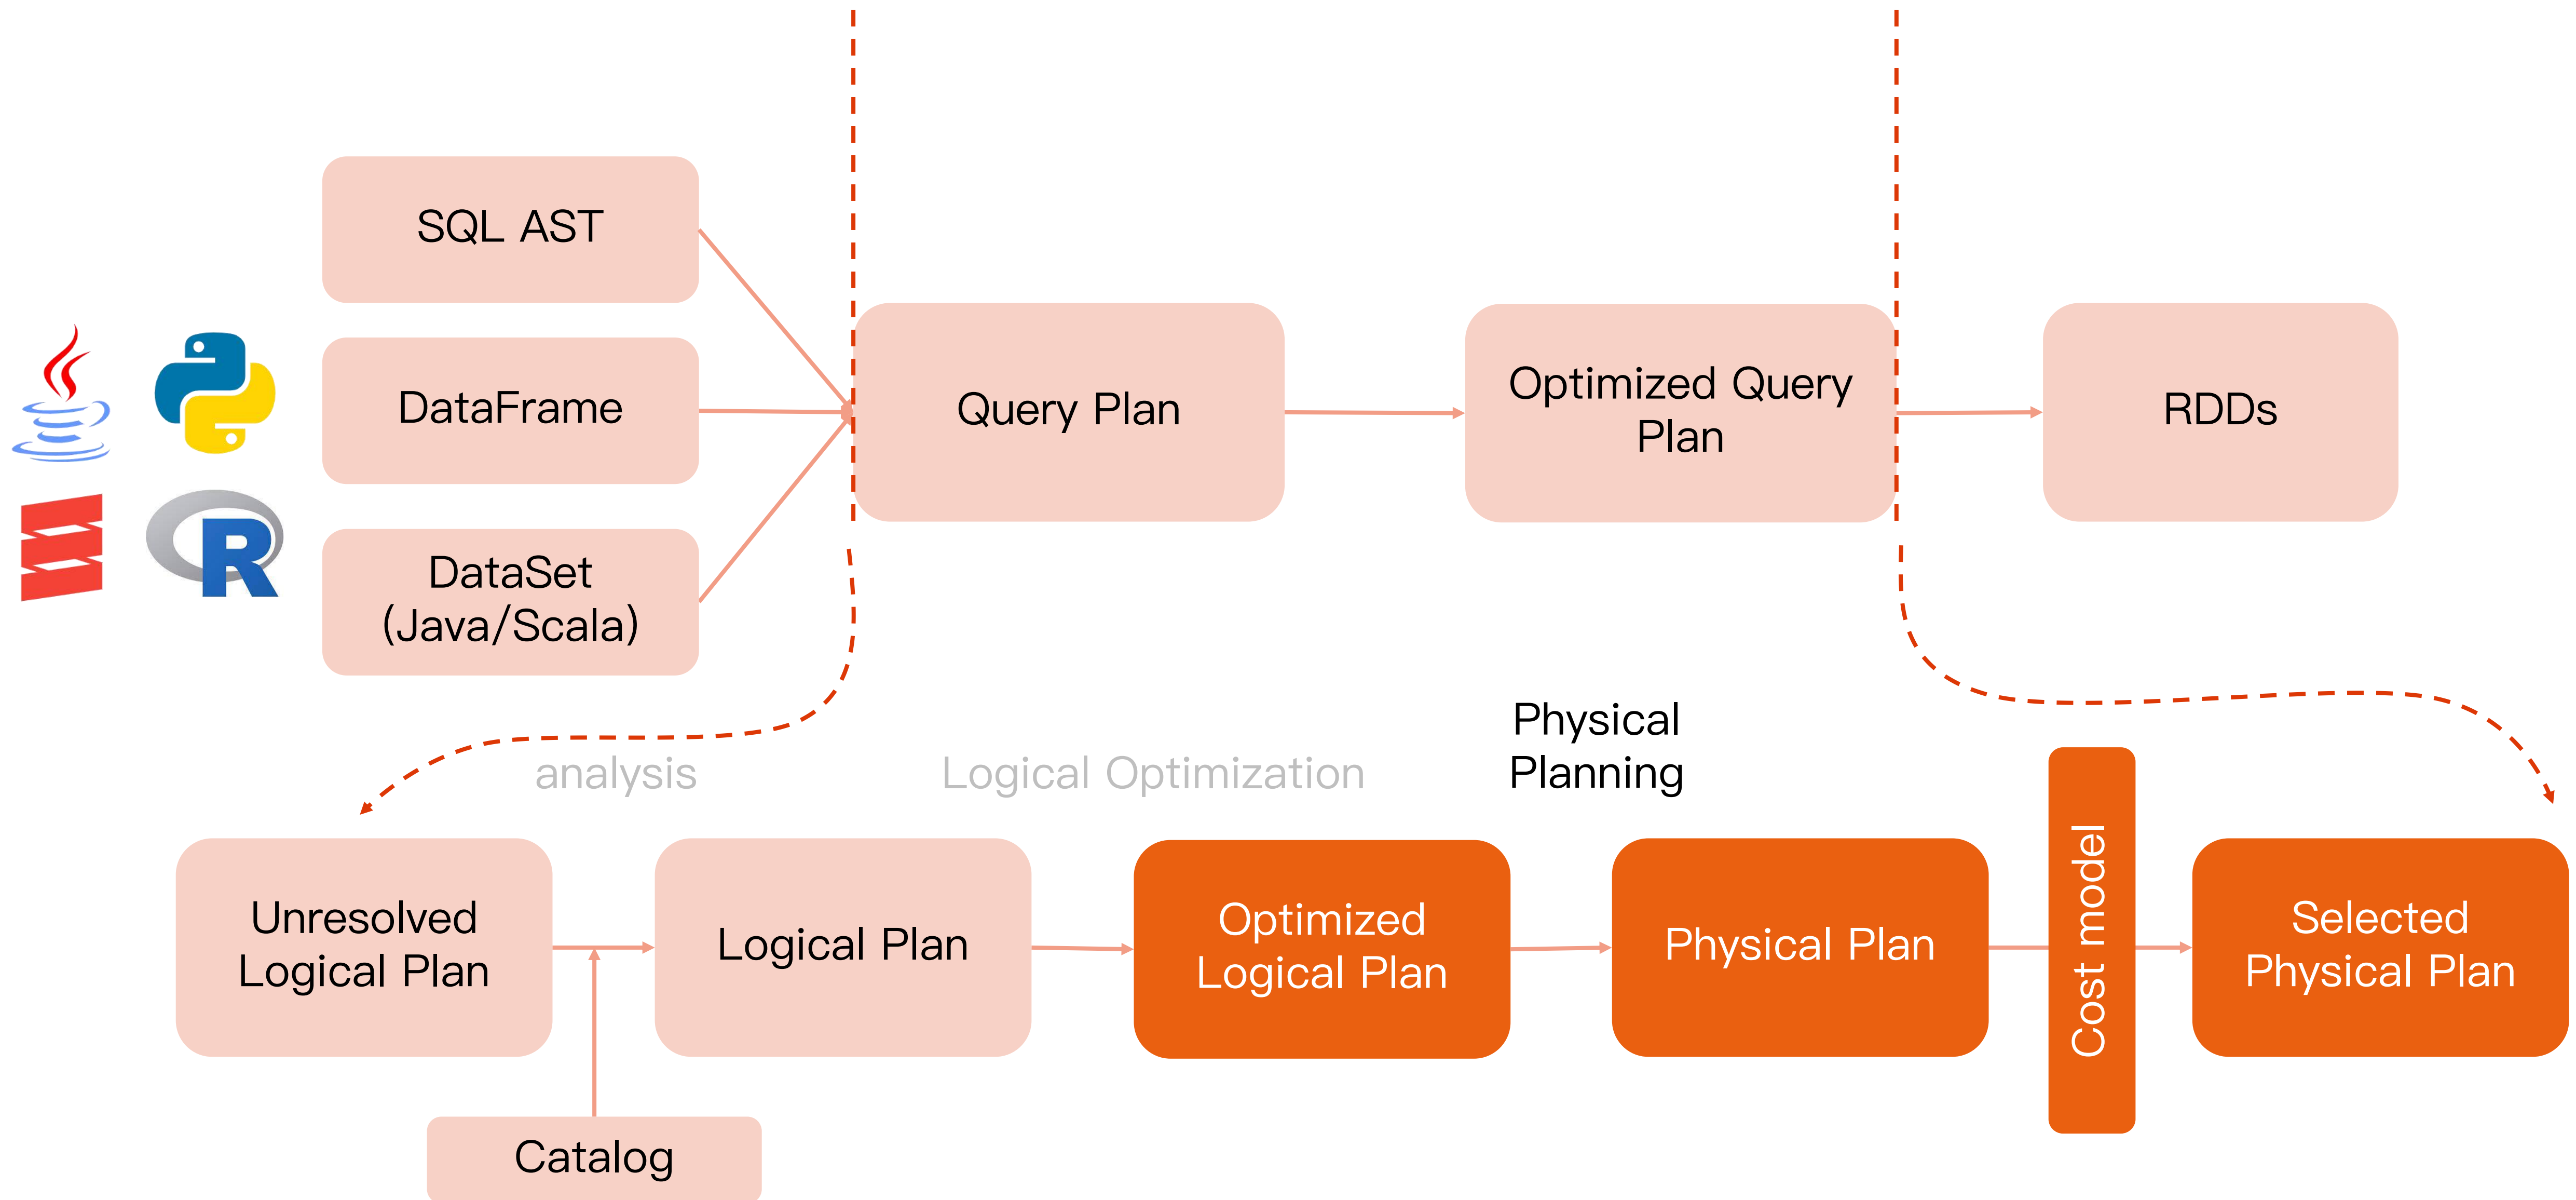 SQL AST
DataFrame
DataSet
(Java/Scala)
R
Query Plan
Optimized Query
Plan
RDDs
analysis
Logical Optimization
Physical
Planning
Unresolved
Logical Plan
Logical Plan
Optimized
Logical Plan
Physical Plan
Cost model
Selected
Physical Plan
Catalog